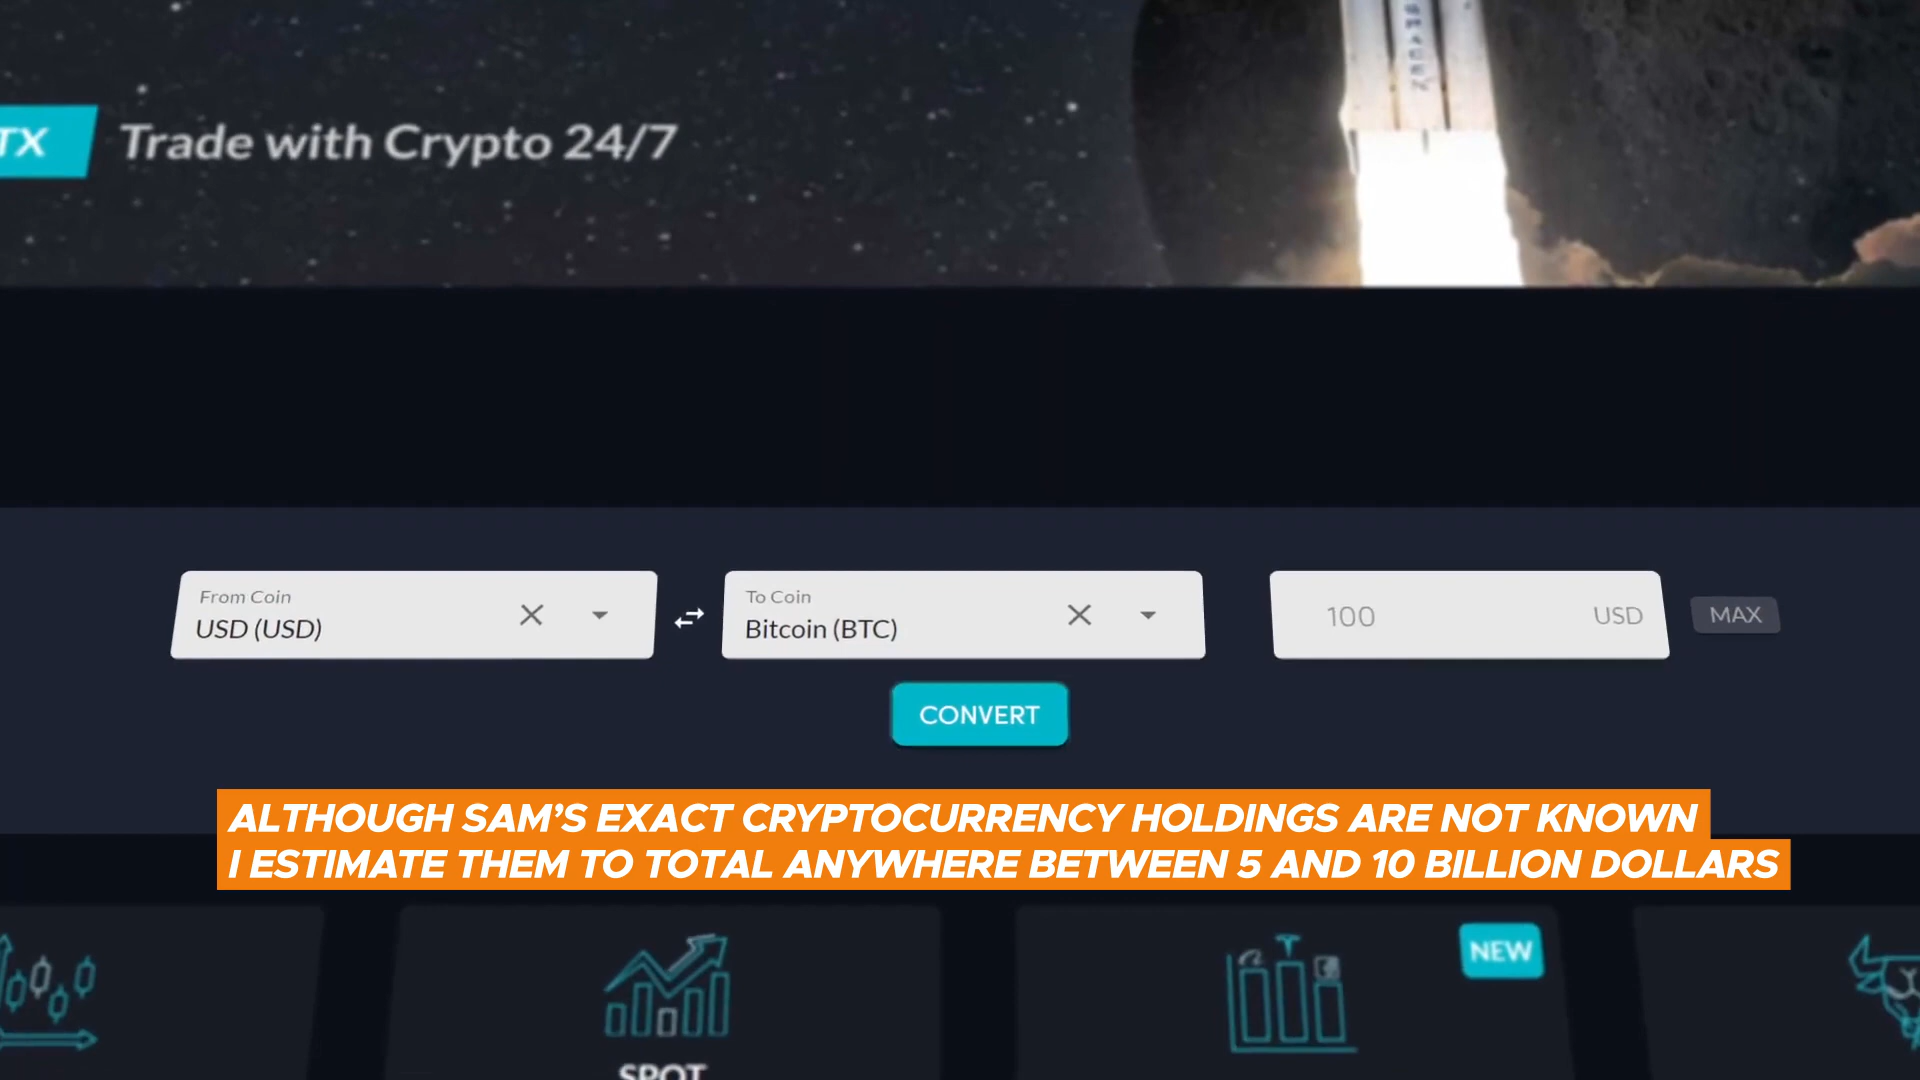 SPACEX
TX
Trade with Crypto 24/7
From Coin
USD (USD)
To Coin
Bitcoin (BTC)
100
USD
MAX
CONVERT
ALTHOUGH SAM'S EXACT CRYPTOCURRENCY HOLDINGS ARE NOT KNOWN
I ESTIMATE THEM TO TOTAL ANYWHERE BETWEEN 5 AND 10 BILLION DOLLARS
NEW
SPOT